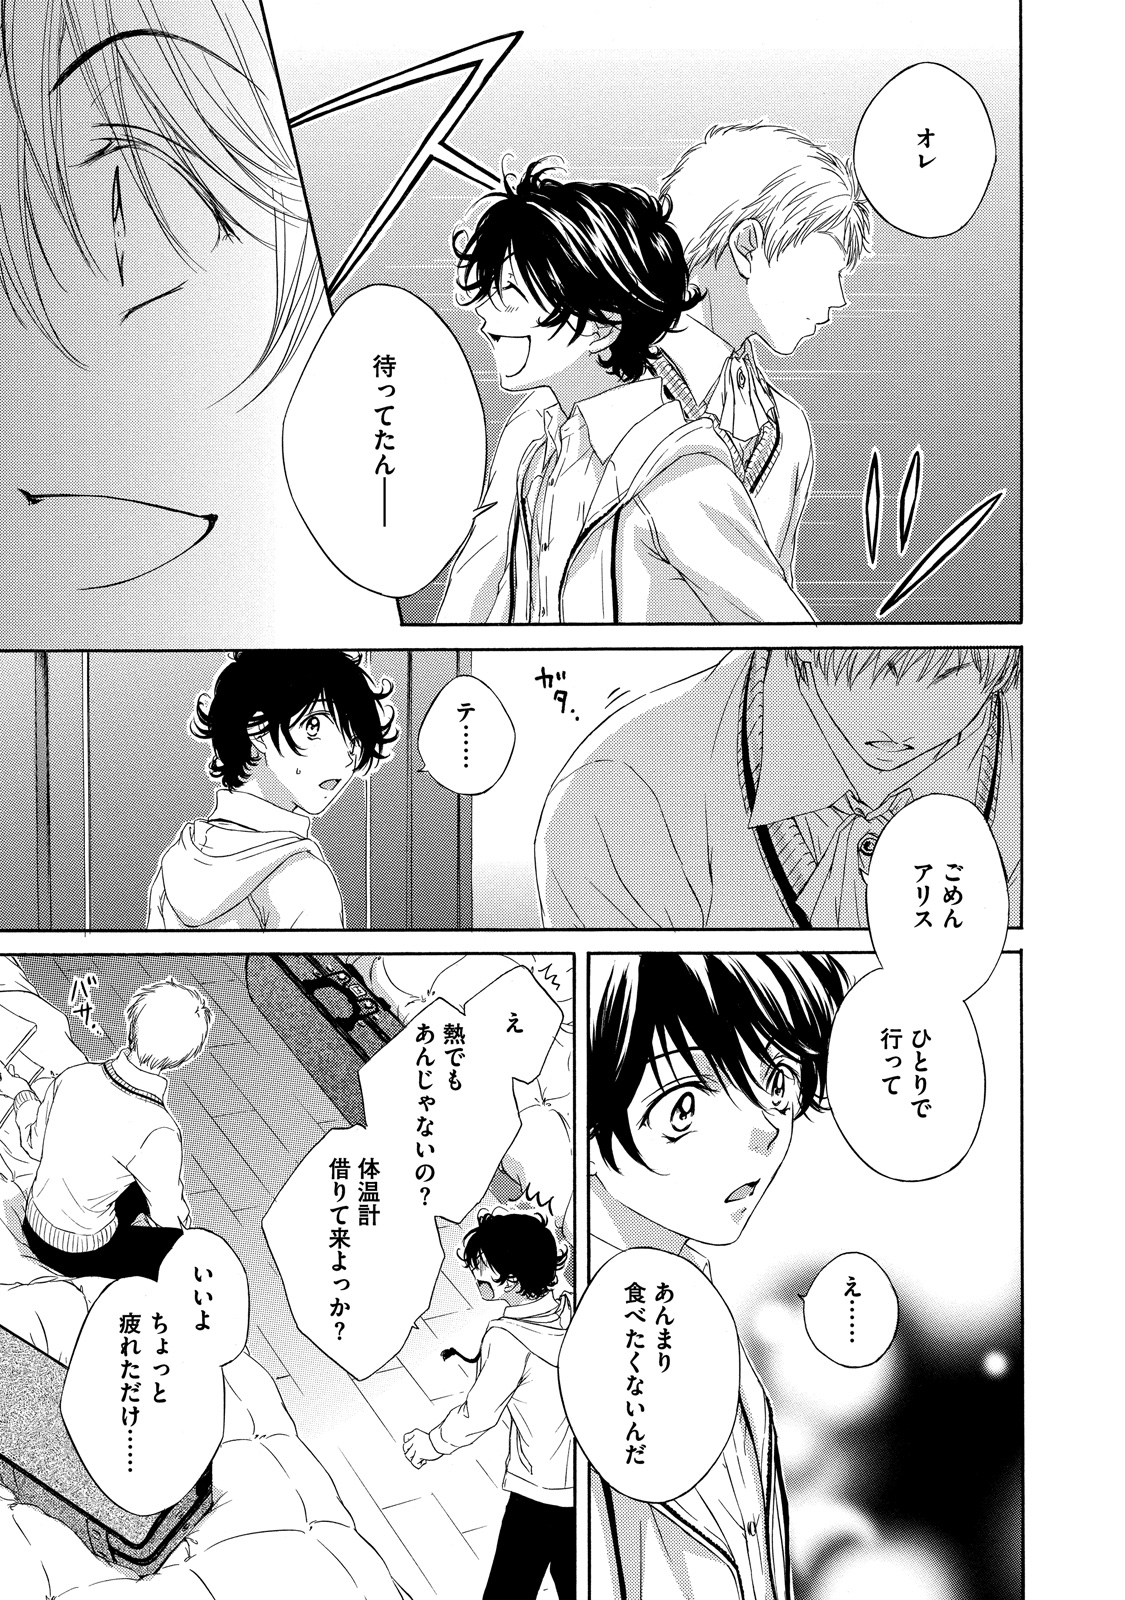 オレ
待ってたん——
ガタ。
テ……
ごめん
アリス
ひとりで
行って
え……
あんまり
食べたくないんだ
え
熱でも
あんじゃないの?
体温計
借りて来よっか?
バサ。
いいよ
ちょっと
疲れただけ……